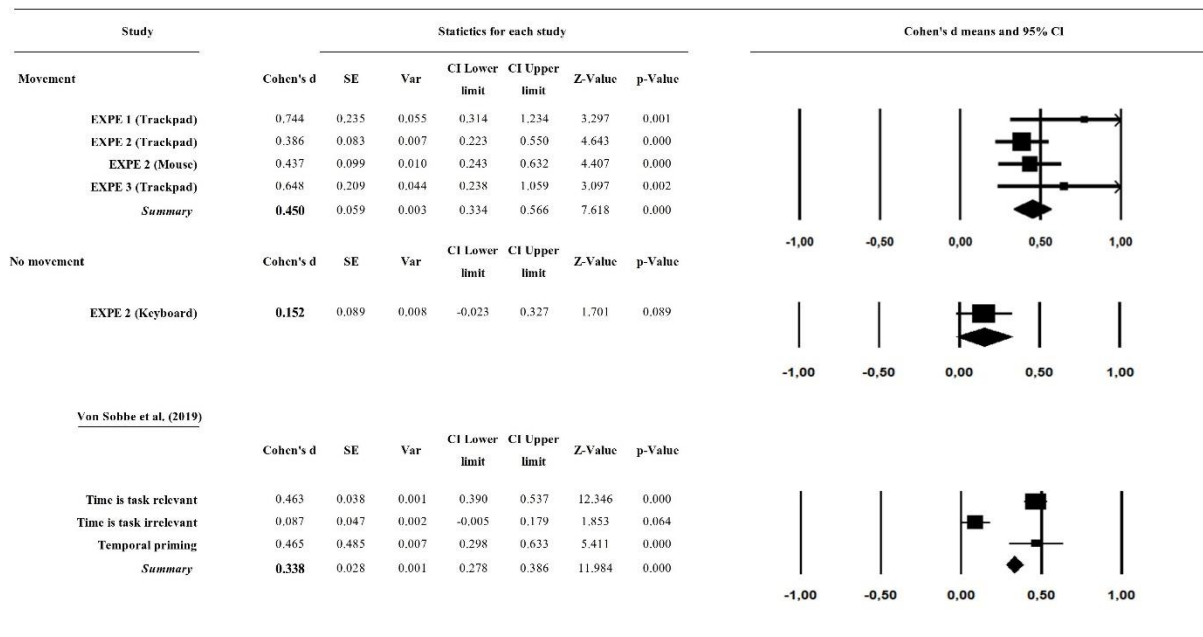 Study Statictics for each study Cohen's d means and 95% CI
Movement Cohen's d SE Var CI Lower limit CI Upper limit Z-Value p-Value
EXPE 1 (Trackpad) 0.744 0.235 0.055 0.314 1.234 3.297 0.001
EXPE 2 (Trackpad) 0.386 0.083 0.007 0.223 0.550 4.643 0.000
EXPE 2 (Mouse) 0.437 0.099 0.010 0.243 0.632 4.407 0.000
EXPE 3 (Trackpad) 0.648 0.209 0.044 0.238 1.059 3.097 0.002
Summary 0.450 0.059 0.003 0.334 0.566 7.618 0.000
-1,00 -0,50 0,00 0,50 1,00
No movement Cohen's d SE Var CI Lower limit CI Upper limit Z-Value p-Value
EXPE 2 (Keyboard) 0.152 0.089 0.008 -0.023 0.327 1.701 0.089
-1,00 -0,50 0,00 0,50 1,00
Von Sobbe et al. (2019)
Cohen's d SE Var CI Lower limit CI Upper limit Z-Value p-Value
Time is task relevant 0.463 0.038 0.001 0.390 0.537 12.346 0.000
Time is task irrelevant 0.087 0.047 0.002 -0.005 0.179 1.853 0.064
Temporal priming 0.465 0.485 0.007 0.298 0.633 5.411 0.000
Summary 0.338 0.028 0.001 0.278 0.386 11.984 0.000
-1,00 -0,50 0,00 0,50 1,00